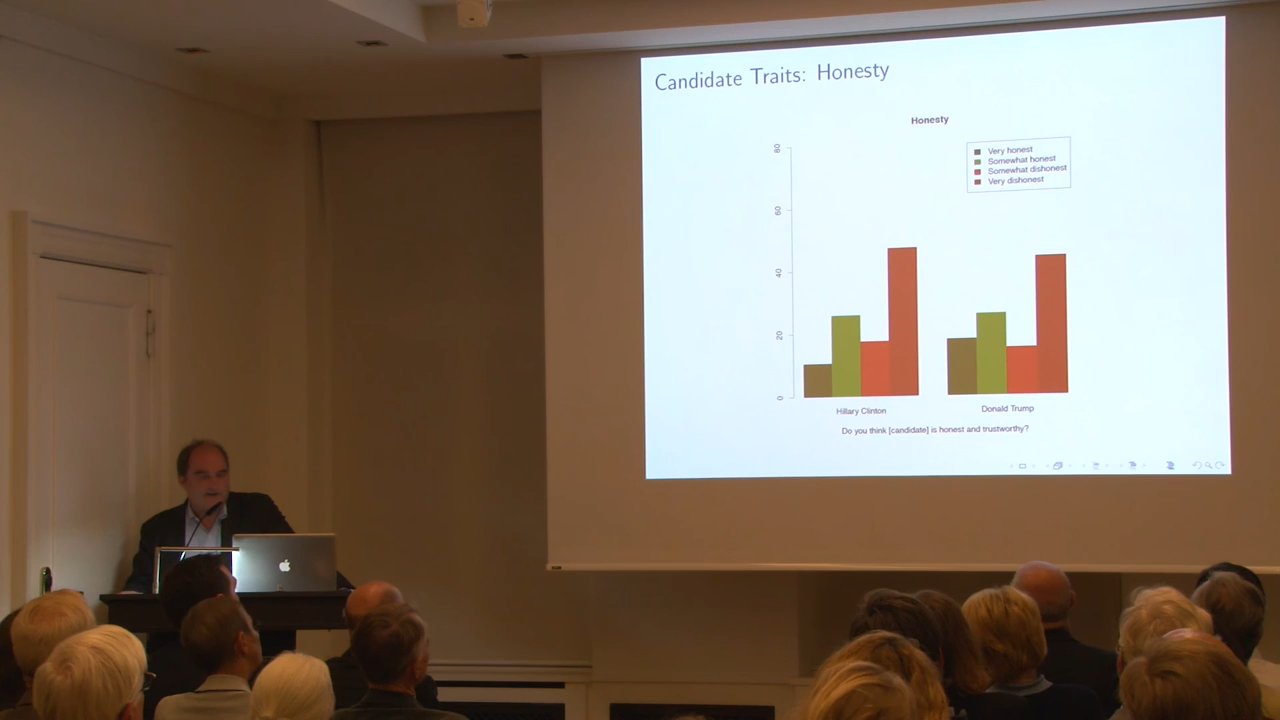 Candidate Traits: Honesty
Honesty
Very honest
Somewhat honest
Somewhat dishonest
Very dishonest
80
60
40
20
0
Hillary Clinton
Donald Trump
Do you think [candidate] is honest and trustworthy?